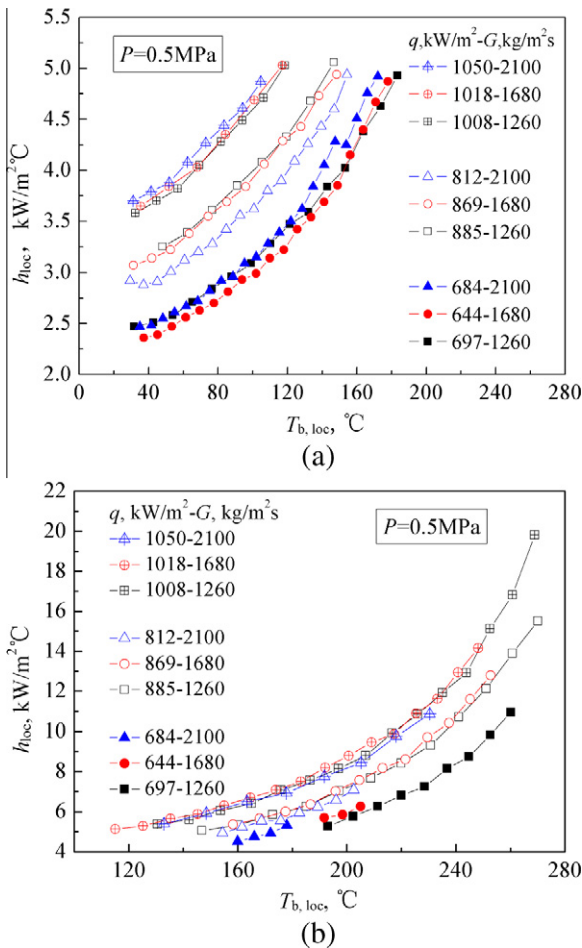 5.0
4.5
4.0
3.5
3.0
2.5
2.0
h_loc, kW/m²℃
P=0.5MPa
q,kW/m²-G,kg/m²s
1050-2100
1018-1680
1008-1260
812-2100
869-1680
885-1260
684-2100
644-1680
697-1260
0 40 80 120 160 200 240 280
T_b, loc, ℃
(a)
22
20
18
16
14
12
10
8
6
4
h_loc, kW/m²℃
q, kW/m²-G, kg/m²s
P=0.5MPa
1050-2100
1018-1680
1008-1260
812-2100
869-1680
885-1260
684-2100
644-1680
697-1260
120 160 200 240 280
T_b, loc, ℃
(b)